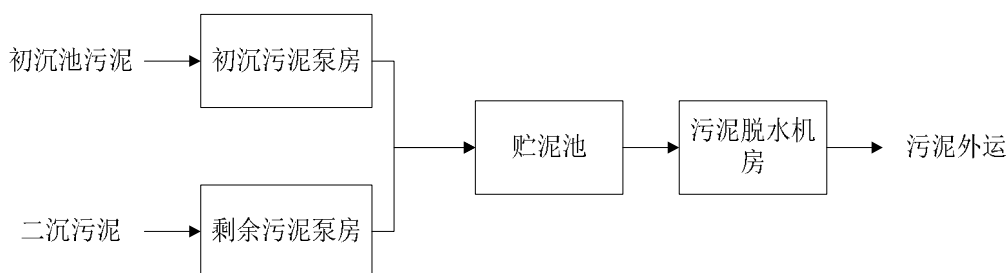 初沉池污泥
初沉污泥泵房
贮泥池
污泥脱水机
房
污泥外运
二沉污泥
剩余污泥泵房